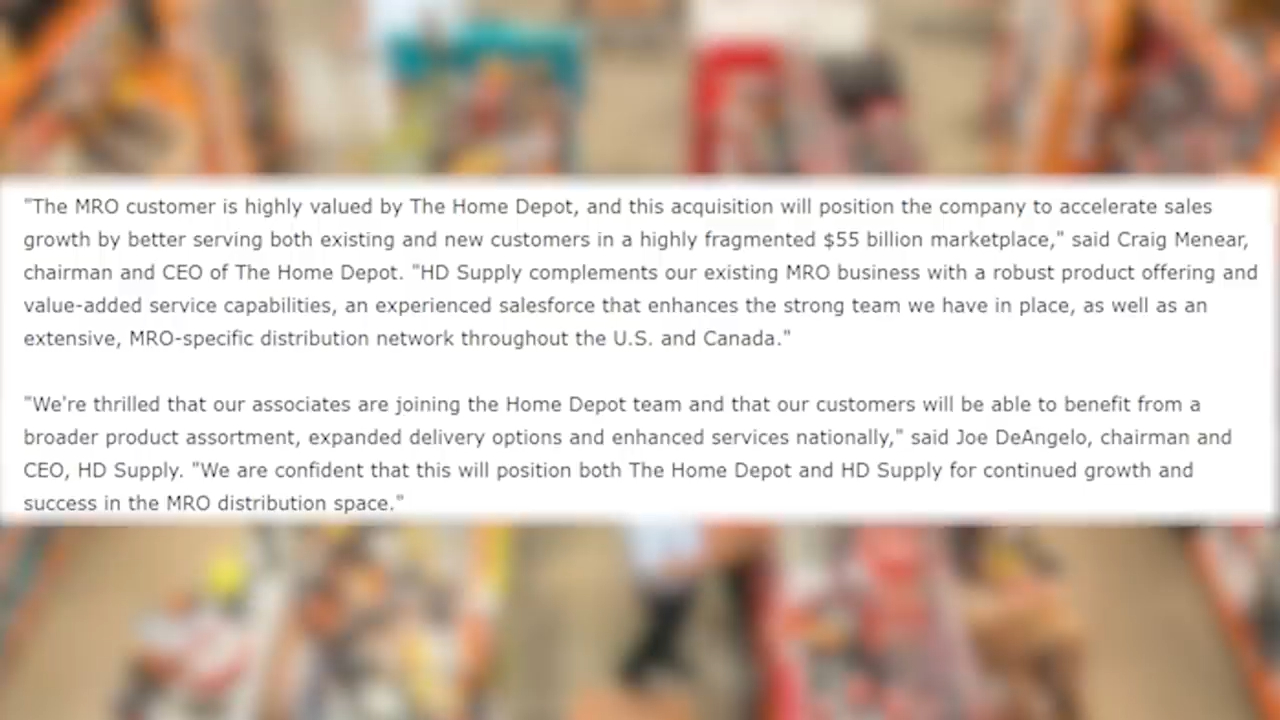 "The MRO customer is highly valued by The Home Depot, and this acquisition will position the company to accelerate sales
growth by better serving both existing and new customers in a highly fragmented $55 billion marketplace," said Craig Menear,
chairman and CEO of The Home Depot. "HD Supply complements our existing MRO business with a robust product offering and
value-added service capabilities, an experienced salesforce that enhances the strong team we have in place, as well as an
extensive, MRO-specific distribution network throughout the U.S. and Canada."
"We're thrilled that our associates are joining the Home Depot team and that our customers will be able to benefit from a
broader product assortment, expanded delivery options and enhanced services nationally," said Joe DeAngelo, chairman and
CEO, HD Supply. "We are confident that this will position both The Home Depot and HD Supply for continued growth and
success in the MRO distribution space."